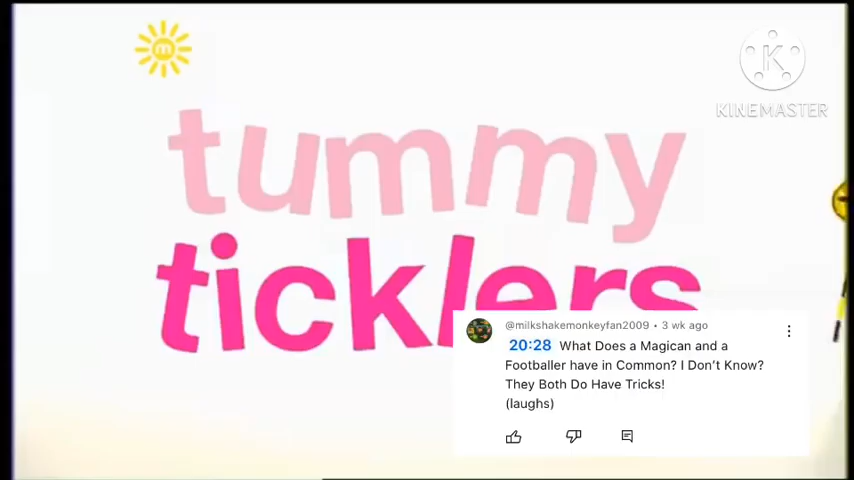 m
K
KINEMASTER
tummy
ticklers
@milkshakemonkeyfan2009 • 3 wk ago
20:28 What Does a Magican and a
Footballer have in Common? I Don't Know?
They Both Do Have Tricks!
(laughs)